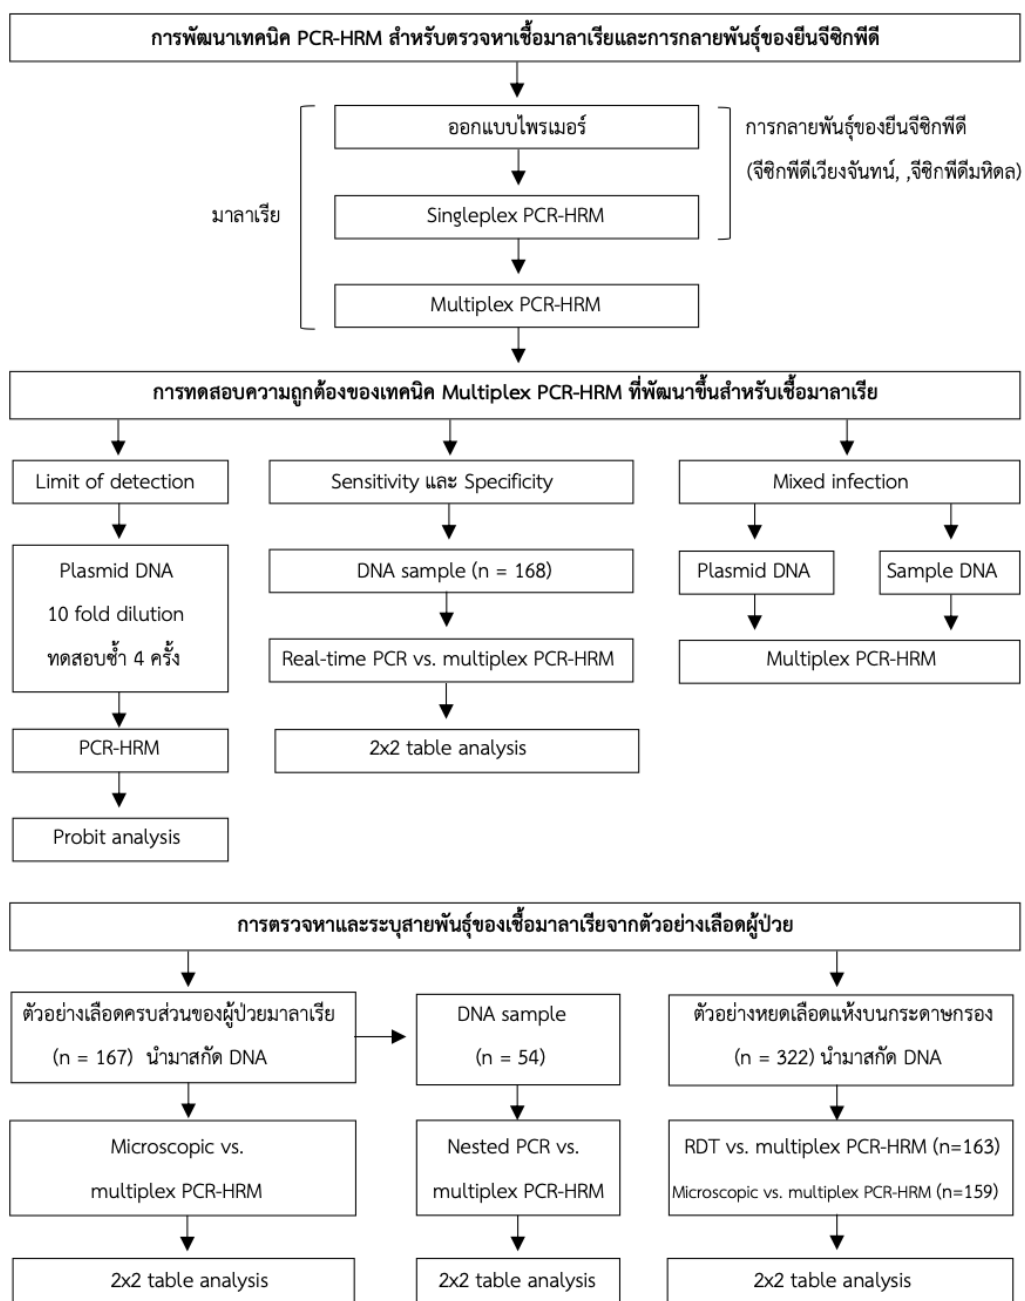 การพัฒนาเทคนิค PCR-HRM สำหรับตรวจหาเชื้อมาลาเรียและการกลายพันธุ์ของยีนจีซิกพีดี
ออกแบบไพรเมอร์
การกลายพันธุ์ของยีนจีซิกพีดี
(จีซิกพีดีเวียงจันทน์, ,จีซิกพีดีมหิดล)
มาลาเรีย
Singleplex PCR-HRM
Multiplex PCR-HRM
การทดสอบความถูกต้องของเทคนิค Multiplex PCR-HRM ที่พัฒนาขึ้นสำหรับเชื้อมาลาเรีย
Limit of detection
Plasmid DNA
10 fold dilution
ทดสอบซ้ำ 4 ครั้ง
PCR-HRM
Probit analysis
Sensitivity และ Specificity
DNA sample (n = 168)
Real-time PCR vs. multiplex PCR-HRM
2x2 table analysis
Mixed infection
Plasmid DNA
Sample DNA
Multiplex PCR-HRM
การตรวจหาและระบุสายพันธุ์ของเชื้อมาลาเรียจากตัวอย่างเลือดผู้ป่วย
ตัวอย่างเลือดครบส่วนของผู้ป่วยมาลาเรีย
(n = 167) นำมาสกัด DNA
Microscopic vs.
multiplex PCR-HRM
2x2 table analysis
DNA sample
(n = 54)
Nested PCR vs.
multiplex PCR-HRM
2x2 table analysis
ตัวอย่างหยดเลือดแห้งบนกระดาษกรอง
(n = 322) นำมาสกัด DNA
RDT vs. multiplex PCR-HRM (n=163)
Microscopic vs. multiplex PCR-HRM (n=159)
2x2 table analysis